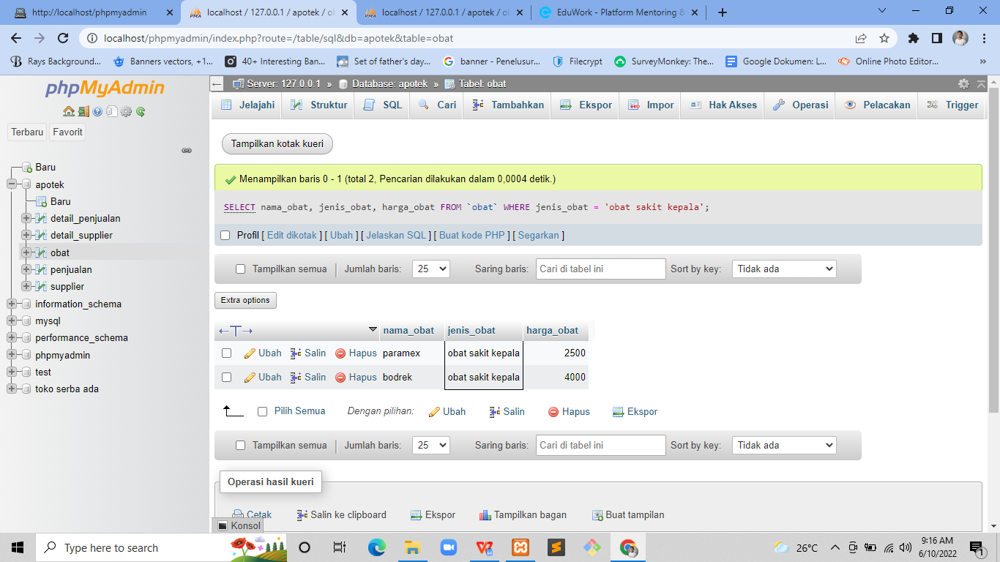 http://localhost/phpmyadmin
localhost / 127.0.0.1 / apotek / ob
localhost / 127.0.0.1 / apotek / ob
EduWork - Platform Mentoring &
localhost/phpmyadmin/index.php?route=/table/sql&db=apotek&table=obat
Rays Background...
Banners vectors, +1...
40+ Interesting Ban...
Set of father's day...
banner - Penelusur...
Filecrypt
SurveyMonkey: The...
Google Dokumen: L...
Online Photo Editor...
phpMyAdmin
Terbaru
Favorit
Baru
apotek
Baru
detail_penjualan
detail_supplier
obat
penjualan
supplier
information_schema
mysql
performance_schema
phpmyadmin
test
toko serba ada
Server: 127.0.0.1 » Database: apotek » Tabel: obat
Jelajahi Struktur SQL Cari Tambahkan Ekspor Impor Hak Akses Operasi Pelacakan Trigger
Tampilkan kotak kueri
Menampilkan baris 0 - 1 (total 2, Pencarian dilakukan dalam 0,0004 detik.)
SELECT nama_obat, jenis_obat, harga_obat FROM `obat` WHERE jenis_obat = 'obat sakit kepala';
Profil [ Edit dikotak ] [ Ubah ] [ Jelaskan SQL ] [ Buat kode PHP ] [ Segarkan ]
Tampilkan semua Jumlah baris: 25 Saring baris: Cari di tabel ini Sort by key: Tidak ada
Extra options
nama_obat jenis_obat harga_obat
Ubah Salin Hapus paramex obat sakit kepala 2500
Ubah Salin Hapus bodrek obat sakit kepala 4000
Pilih Semua Dengan pilihan: Ubah Salin Hapus Ekspor
Tampilkan semua Jumlah baris: 25 Saring baris: Cari di tabel ini Sort by key: Tidak ada
Operasi hasil kueri
Cetak Salin ke clipboard Ekspor Tampilkan bagan Buat tampilan
Konsol
Type here to search
26°C
9:16 AM
6/10/2022
1